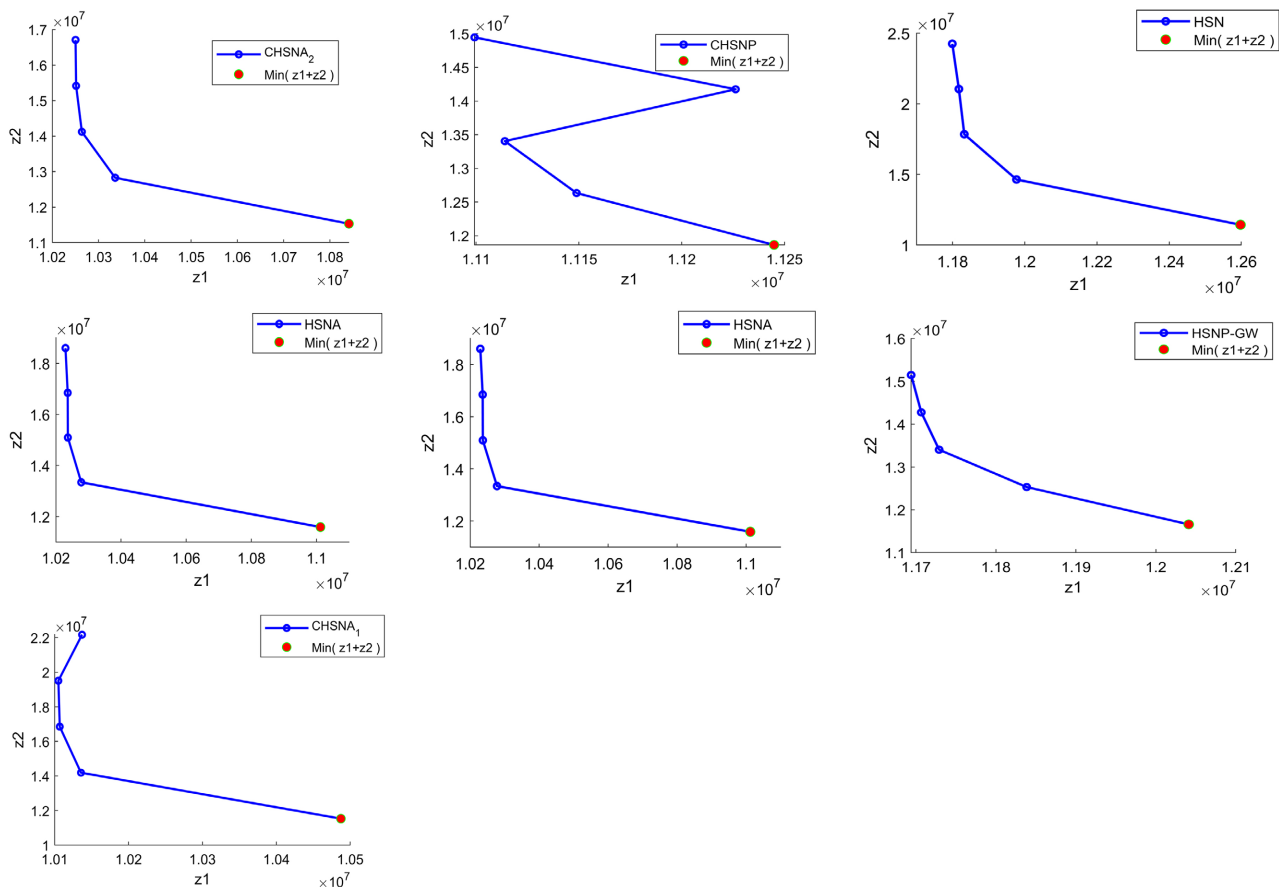 ×10⁷
1.7
1.6
1.5
1.4
1.3
1.2
1.1
z2
CHSNA₂
Min( z1+z2 )
1.02 1.03 1.04 1.05 1.06 1.07 1.08
z1
×10⁷
×10⁷
1.5
1.45
1.4
1.35
1.3
1.25
1.2
z2
CHSNP
Min( z1+z2 )
1.11 1.115 1.12 1.125
z1
×10⁷
×10⁷
2.5
2
1.5
1
z2
HSN
Min( z1+z2 )
1.18 1.2 1.22 1.24 1.26
z1
×10⁷
×10⁷
1.8
1.6
1.4
1.2
z2
HSNA
Min( z1+z2 )
1.02 1.04 1.06 1.08 1.1
z1
×10⁷
×10⁷
1.8
1.6
1.4
1.2
z2
HSNA
Min( z1+z2 )
1.02 1.04 1.06 1.08 1.1
z1
×10⁷
×10⁷
1.6
1.5
1.4
1.3
1.2
1.1
z2
HSNP-GW
Min( z1+z2 )
1.17 1.18 1.19 1.2 1.21
z1
×10⁷
×10⁷
2.2
2
1.8
1.6
1.4
1.2
1
z2
CHSNA₁
Min( z1+z2 )
1.01 1.02 1.03 1.04 1.05
z1
×10⁷